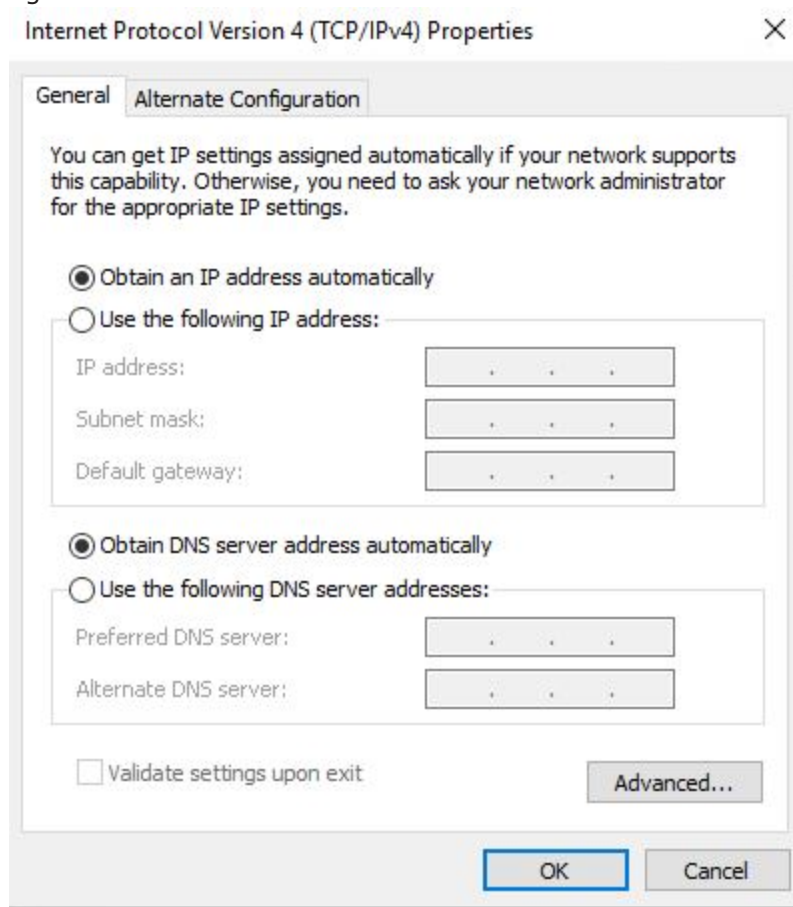 Internet Protocol Version 4 (TCP/IPv4) Properties
General
Alternate Configuration
You can get IP settings assigned automatically if your network supports
this capability. Otherwise, you need to ask your network administrator
for the appropriate IP settings.
Obtain an IP address automatically
Use the following IP address:
IP address:
Subnet mask:
Default gateway:
Obtain DNS server address automatically
Use the following DNS server addresses:
Preferred DNS server:
Alternate DNS server:
Validate settings upon exit
Advanced...
OK
Cancel